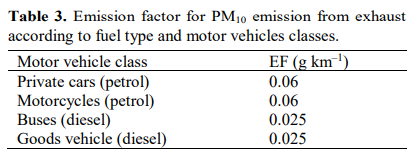 Table 3. Emission factor for PM₁₀ emission from exhaust
according to fuel type and motor vehicles classes.
Motor vehicle class EF (g km⁻¹)
Private cars (petrol) 0.06
Motorcycles (petrol) 0.06
Buses (diesel) 0.025
Goods vehicle (diesel) 0.025